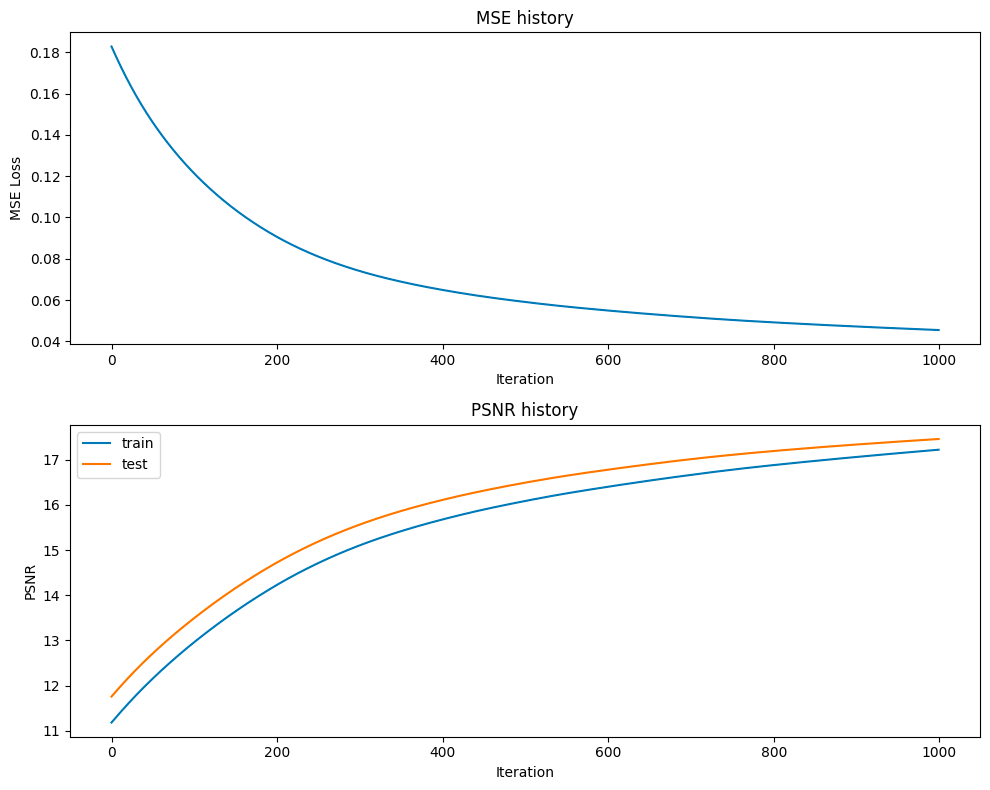 MSE history
0.18
0.16
0.14
0.12
0.10
0.08
0.06
0.04
MSE Loss
0 200 400 600 800 1000
Iteration
PSNR history
train
test
17
16
15
14
13
12
11
PSNR
0 200 400 600 800 1000
Iteration